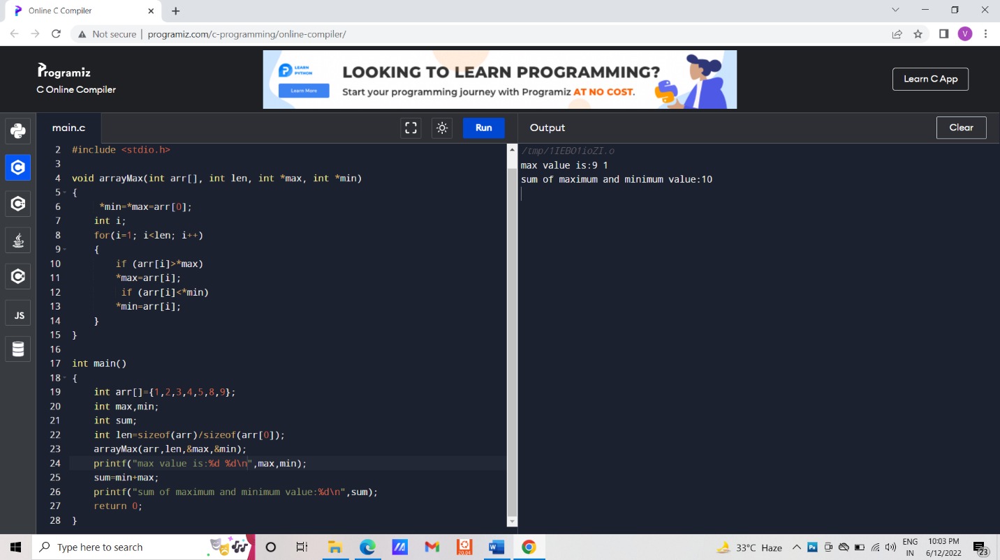 Online C Compiler
Not secure | programiz.com/c-programming/online-compiler/
V
Programiz
C Online Compiler
LEARN
PYTHON
Learn More
LOOKING TO LEARN PROGRAMMING?
Start your programming journey with Programiz AT NO COST.
Learn C App
main.c
Run
Output
Clear
JS
2 #include <stdio.h>
3
4 void arrayMax(int arr[], int len, int *max, int *min)
5 {
6 *min=*max=arr[0];
7 int i;
8 for(i=1; i<len; i++)
9 {
10 if (arr[i]>*max)
11 *max=arr[i];
12 if (arr[i]<*min)
13 *min=arr[i];
14 }
15 }
16
17 int main()
18 {
19 int arr[]={1,2,3,4,5,8,9};
20 int max,min;
21 int sum;
22 int len=sizeof(arr)/sizeof(arr[0]);
23 arrayMax(arr,len,&max,&min);
24 printf("max value is:%d %d\n",max,min);
25 sum=min+max;
26 printf("sum of maximum and minimum value:%d\n",sum);
27 return 0;
28 }
/tmp/1IEBO1ioZI.o
max value is:9 1
sum of maximum and minimum value:10
Type here to search
20.04
33°C Haze
ENG
IN
10:03 PM
6/12/2022
23